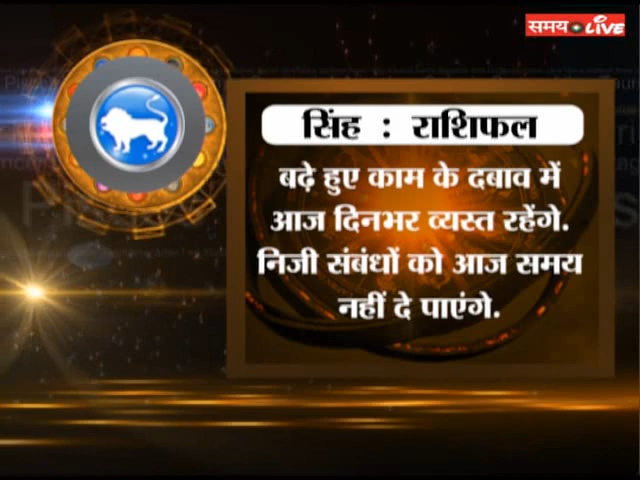 समय LIVE
सिंह : राशिफल
बढ़े हुए काम के दबाव में
आज दिनभर व्यस्त रहेंगे.
निजी संबंधों को आज समय
नहीं दे पाएंगे.